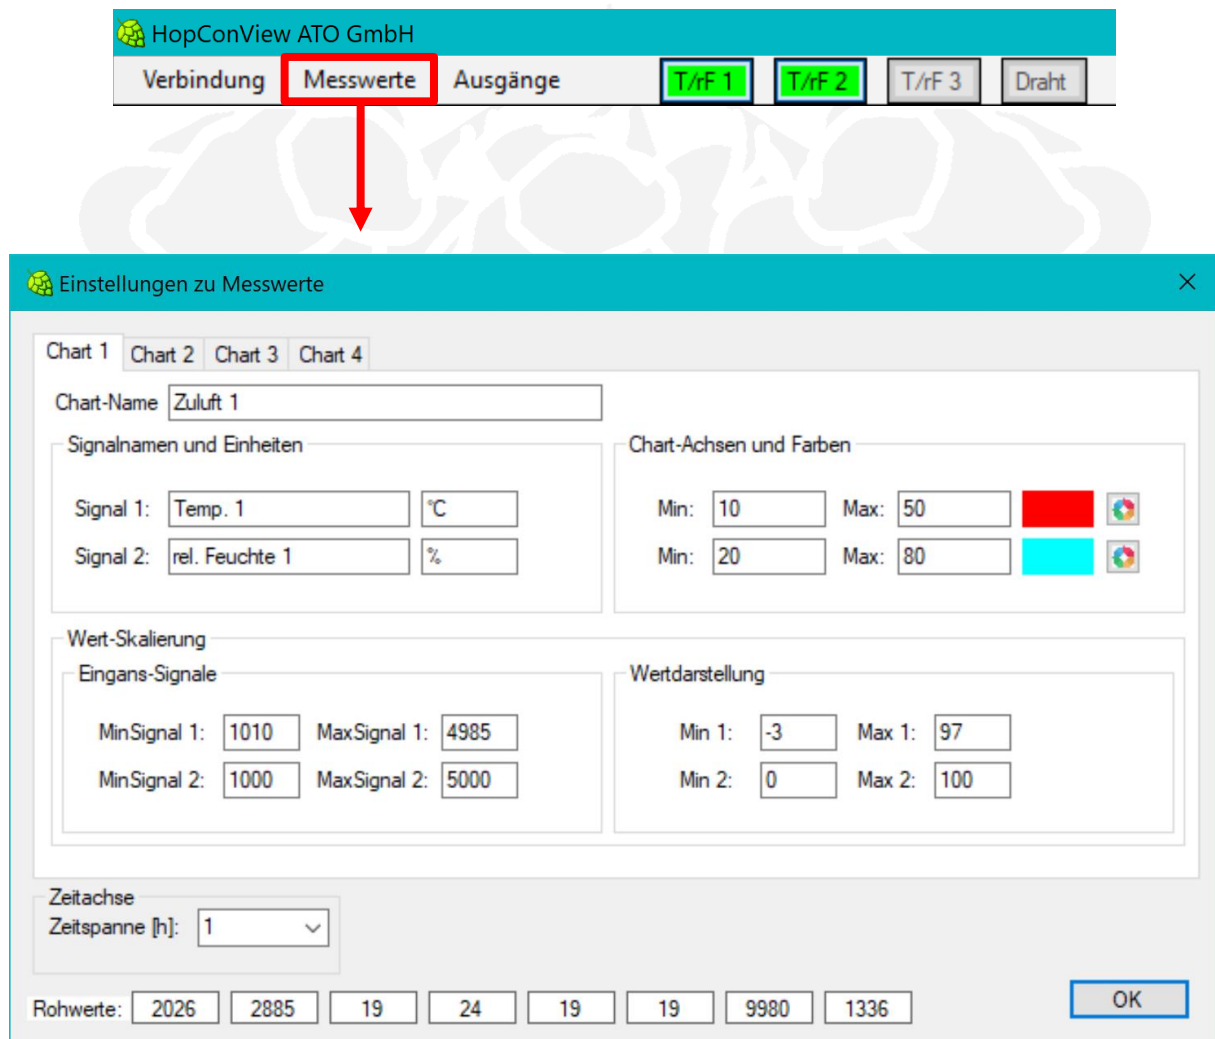 HopConView ATO GmbH
Verbindung Messwerte Ausgänge T/rF 1 T/rF 2 T/rF 3 Draht
Einstellungen zu Messwerte
Chart 1 Chart 2 Chart 3 Chart 4
Chart-Name Zuluft 1
Signalnamen und Einheiten Chart-Achsen und Farben
Signal 1: Temp. 1 °C Min: 10 Max: 50
Signal 2: rel. Feuchte 1 % Min: 20 Max: 80
Wert-Skalierung
Eingans-Signale Wertdarstellung
MinSignal 1: 1010 MaxSignal 1: 4985 Min 1: -3 Max 1: 97
MinSignal 2: 1000 MaxSignal 2: 5000 Min 2: 0 Max 2: 100
Zeitachse
Zeitspanne [h]: 1
Rohwerte: 2026 2885 19 24 19 19 9980 1336 OK